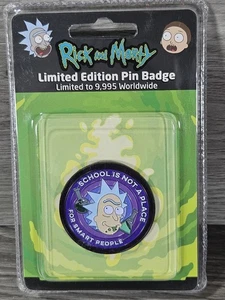 Rick and Morty
Limited Edition Pin Badge
Limited to 9,995 Worldwide
SCHOOL IS NOT A PLACE
FOR SMART PEOPLE